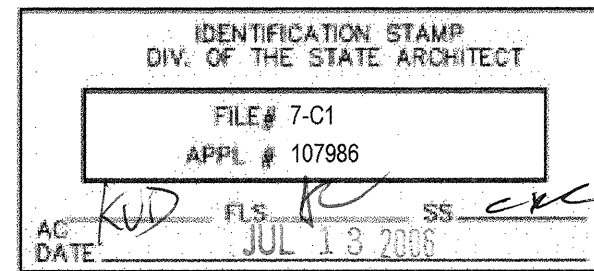 IDENTIFICATION STAMP
DIV. OF THE STATE ARCHITECT
FILE# 7-C1
APPL # 107986
AC KVD FLS SS
DATE JUL 13 2006